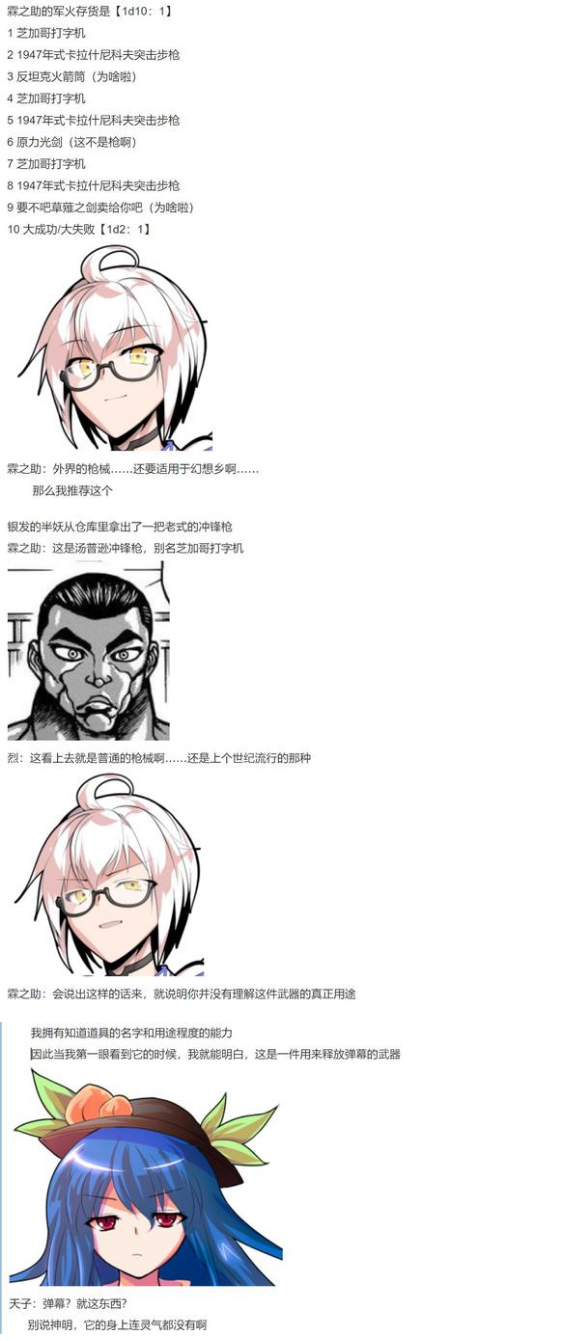 霖之助的军火存货是【1d10：1】
1 芝加哥打字机
2 1947年式卡拉什尼科夫突击步枪
3 反坦克火箭筒（为啥啦）
4 芝加哥打字机
5 1947年式卡拉什尼科夫突击步枪
6 原力光剑（这不是枪啊）
7 芝加哥打字机
8 1947年式卡拉什尼科夫突击步枪
9 要不吧草薙之剑卖给你吧（为啥啦）
10 大成功/大失败【1d2：1】
霖之助：外界的枪械……还要适用于幻想乡啊……
那么我推荐这个
银发的半妖从仓库里拿出了一把老式的冲锋枪
霖之助：这是汤普逊冲锋枪，别名芝加哥打字机
烈：这看上去就是普通的枪械啊……还是上个世纪流行的那种
霖之助：会说出这样的话来，就说明你并没有理解这件武器的真正用途
我拥有知道道具的名字和用途程度的能力
因此当我第一眼看到它的时候，我就能明白，这是一件用来释放弹幕的武器
天子：弹幕？就这东西？
别说神明，它的身上连灵气都没有啊